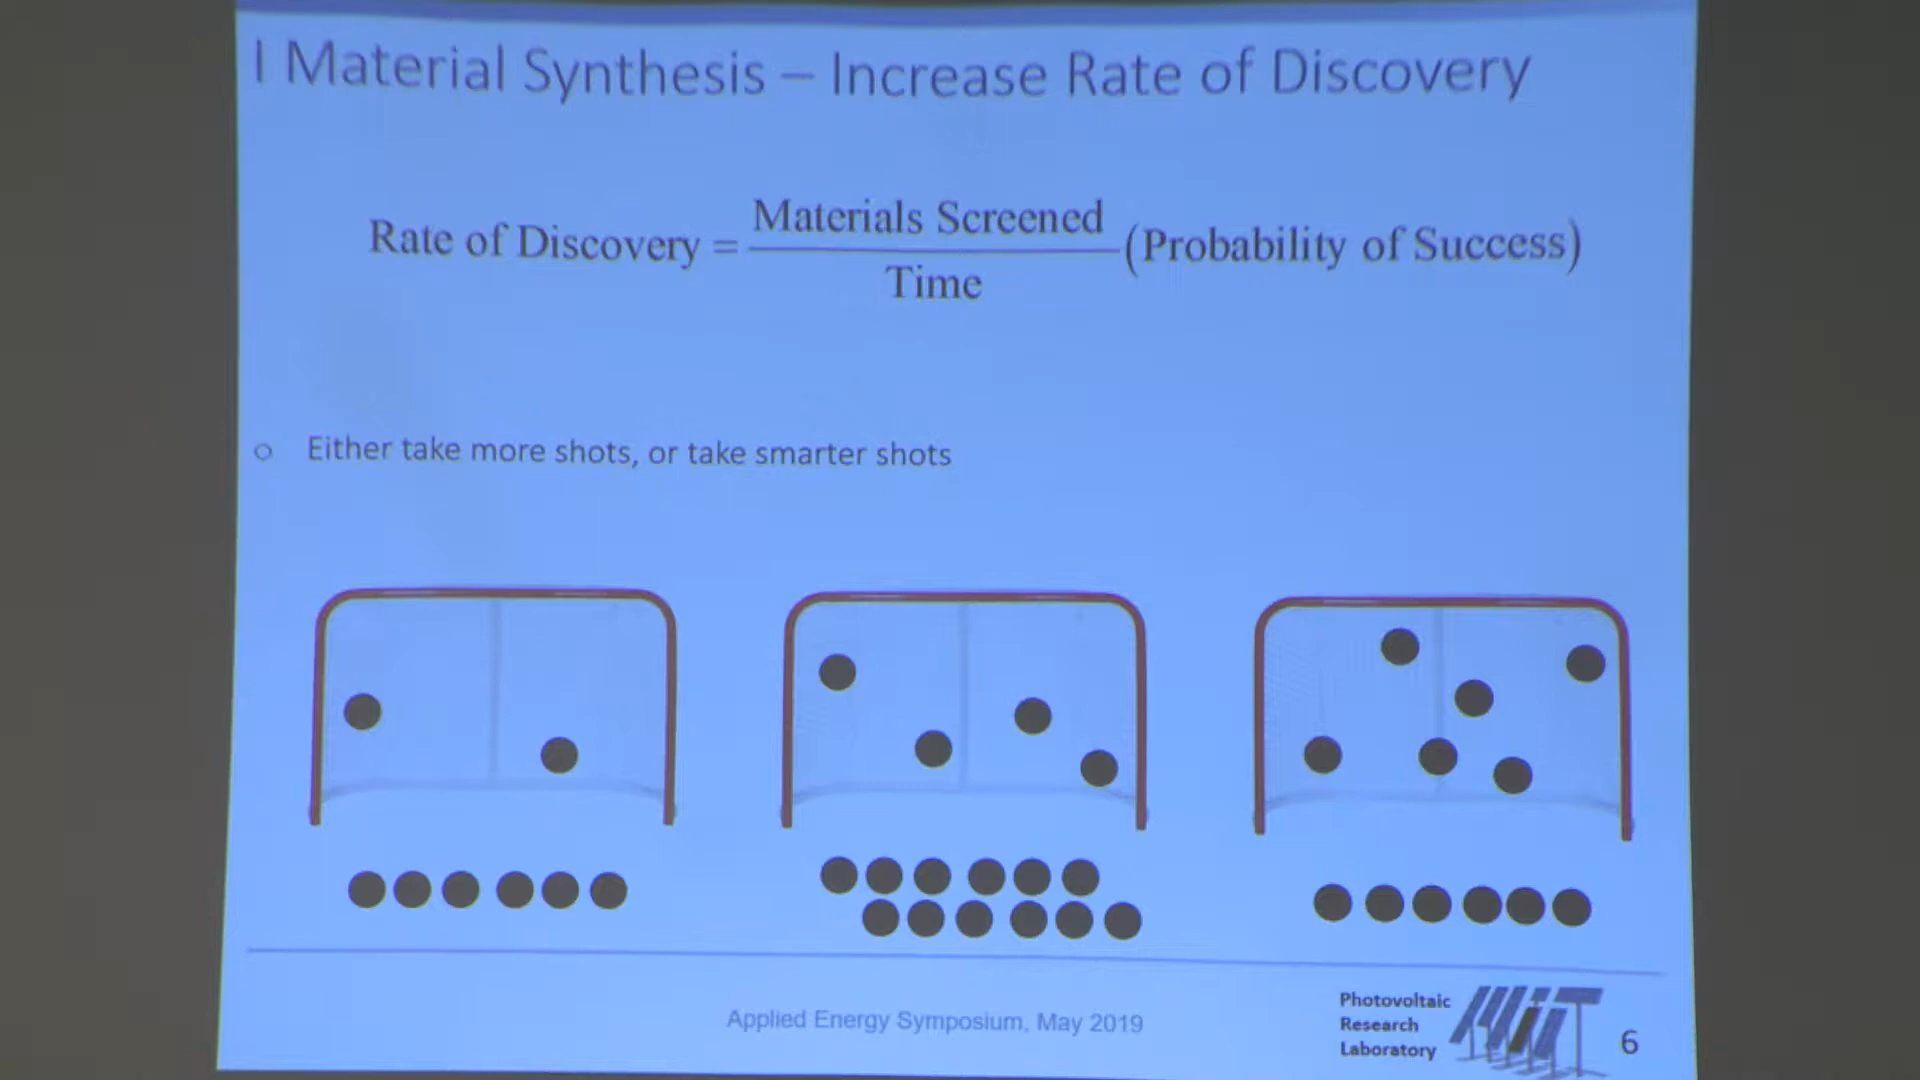 I Material Synthesis – Increase Rate of Discovery
Rate of Discovery = Materials Screened / Time (Probability of Success)
○ Either take more shots, or take smarter shots
Applied Energy Symposium, May 2019
Photovoltaic
Research
Laboratory
MIT
6